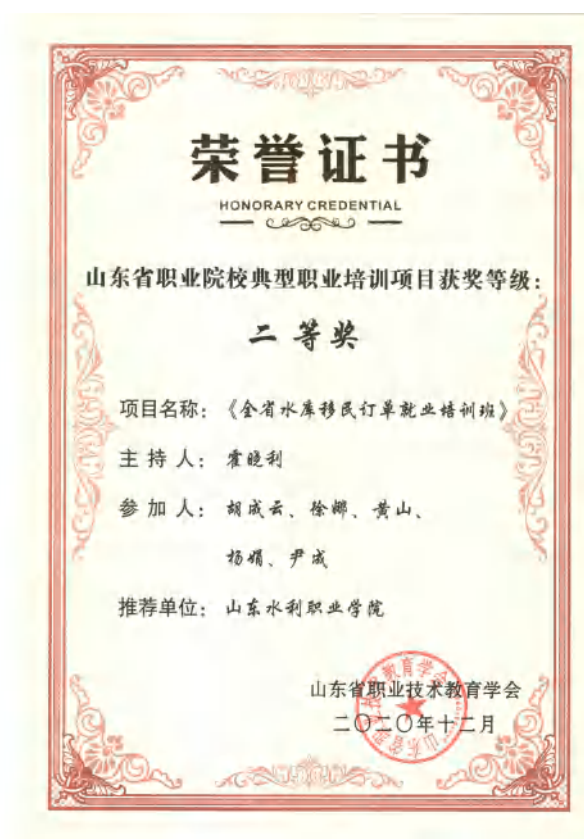 荣誉证书
HONORARY CREDENTIAL
山东省职业院校典型职业培训项目获奖等级：
二等奖
项目名称：《全省水库移民订单就业培训班》
主持人：霍晓利
参加人：胡成云、徐娜、黄山、
杨娟、尹成
推荐单位：山东水利职业学院
山东省职业技术教育学会
二〇二〇年十二月